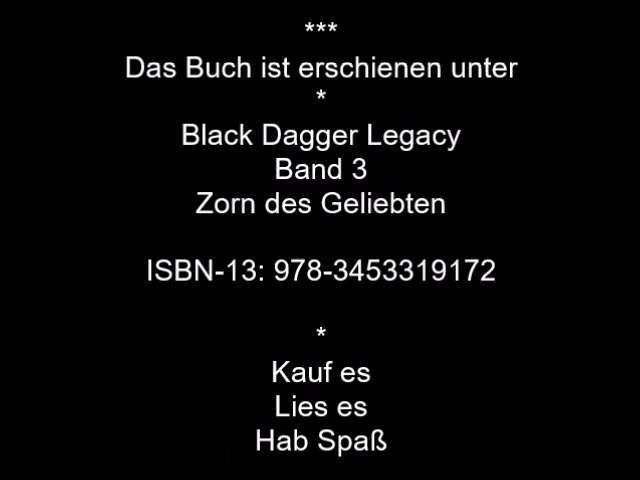 ***
Das Buch ist erschienen unter
*
Black Dagger Legacy
Band 3
Zorn des Geliebten
ISBN-13: 978-3453319172
*
Kauf es
Lies es
Hab Spaß